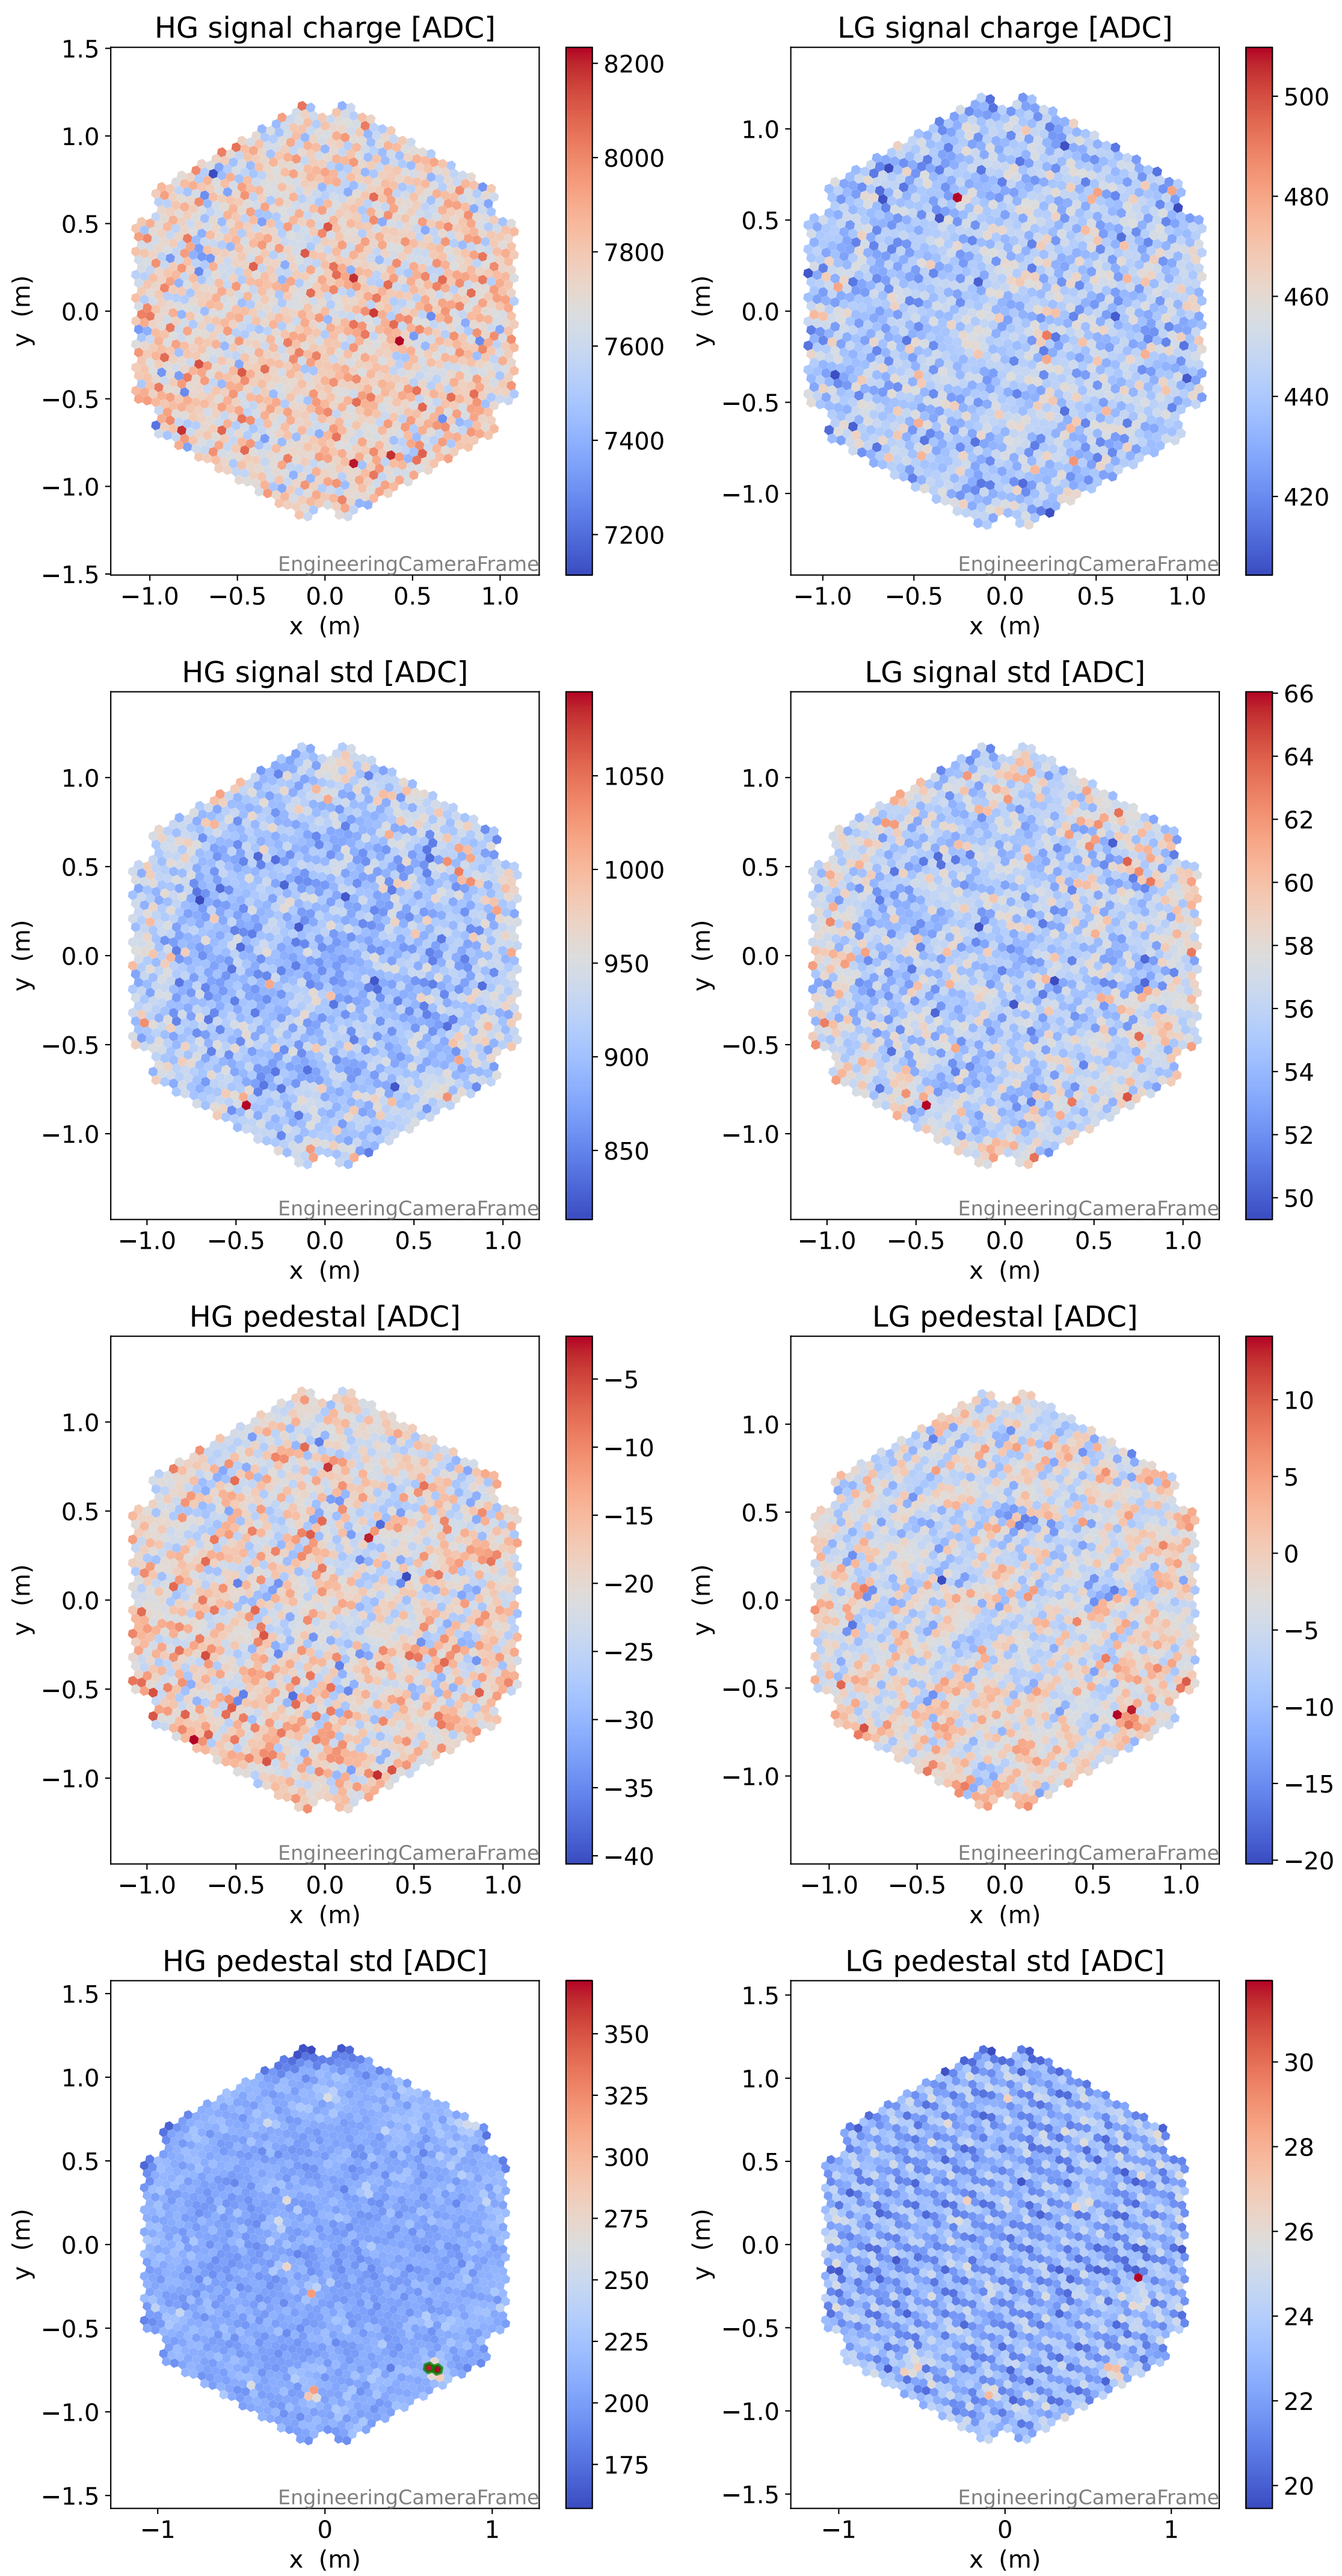 HG signal charge [ADC]
1.5
1.0
0.5
0.0
−0.5
−1.0
−1.5
y (m)
−1.0 −0.5 0.0 0.5 1.0
x (m)
EngineeringCameraFrame
8200
8000
7800
7600
7400
7200
LG signal charge [ADC]
1.0
0.5
0.0
−0.5
−1.0
y (m)
−1.0 −0.5 0.0 0.5 1.0
x (m)
EngineeringCameraFrame
500
480
460
440
420
HG signal std [ADC]
1.0
0.5
0.0
−0.5
−1.0
y (m)
−1.0 −0.5 0.0 0.5 1.0
x (m)
EngineeringCameraFrame
1050
1000
950
900
850
LG signal std [ADC]
1.0
0.5
0.0
−0.5
−1.0
y (m)
−1.0 −0.5 0.0 0.5 1.0
x (m)
EngineeringCameraFrame
66
64
62
60
58
56
54
52
50
HG pedestal [ADC]
1.0
0.5
0.0
−0.5
−1.0
y (m)
−1.0 −0.5 0.0 0.5 1.0
x (m)
EngineeringCameraFrame
−5
−10
−15
−20
−25
−30
−35
−40
LG pedestal [ADC]
1.0
0.5
0.0
−0.5
−1.0
y (m)
−1.0 −0.5 0.0 0.5 1.0
x (m)
EngineeringCameraFrame
10
5
0
−5
−10
−15
−20
HG pedestal std [ADC]
1.5
1.0
0.5
0.0
−0.5
−1.0
−1.5
y (m)
−1 0 1
x (m)
EngineeringCameraFrame
350
325
300
275
250
225
200
175
LG pedestal std [ADC]
1.5
1.0
0.5
0.0
−0.5
−1.0
−1.5
y (m)
−1 0 1
x (m)
EngineeringCameraFrame
30
28
26
24
22
20